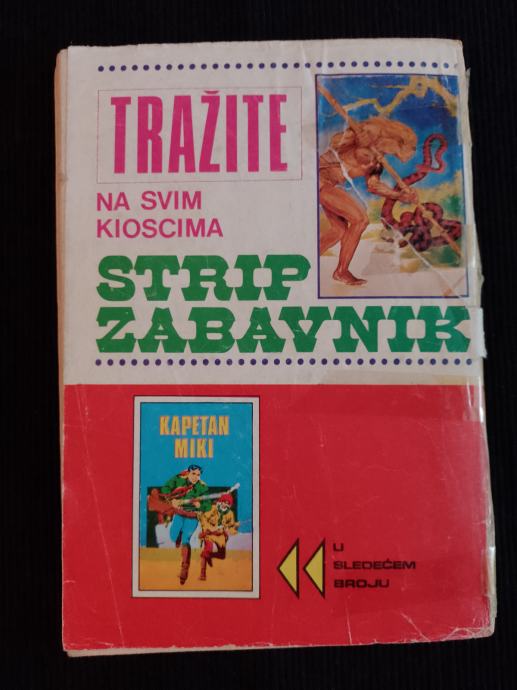 TRAŽITE
NA SVIM
KIOSCIMA
STRIP
ZABAVNIK
KAPETAN
MIKI
U
SLEDEĆEM
BROJU